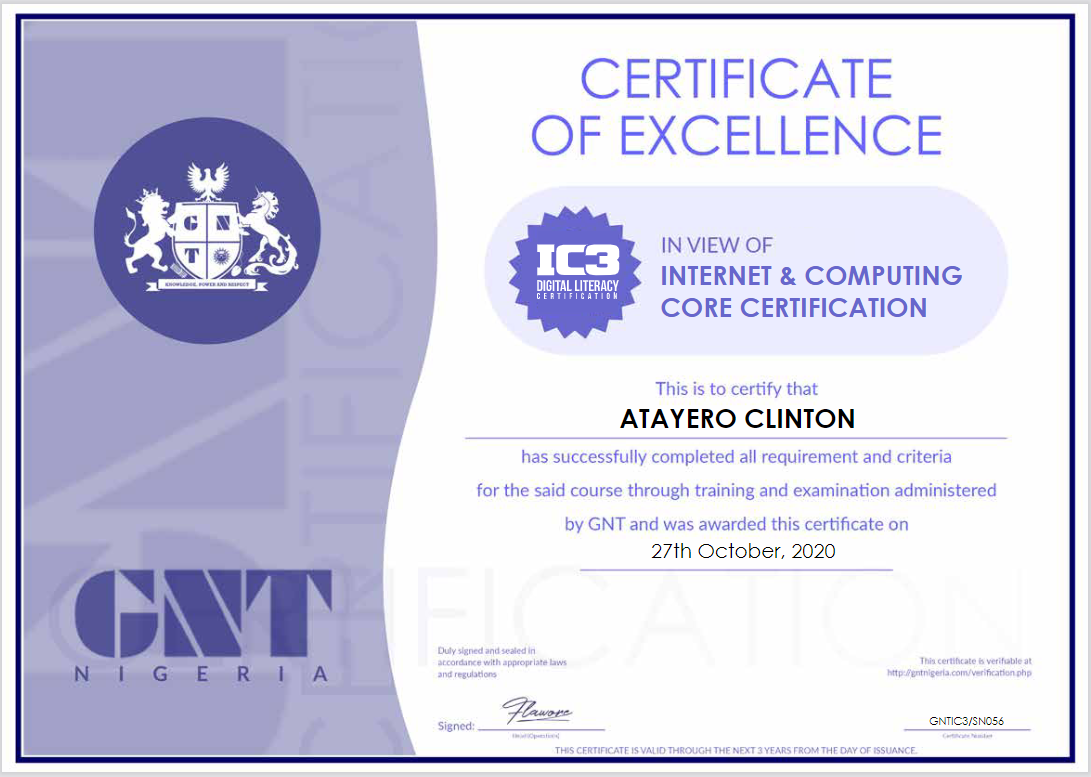 CERTIFICATE
OF EXCELLENCE
G N
T
KNOWLEDGE, POWER AND RESPECT
IC3
DIGITAL LITERACY
CERTIFICATION
IN VIEW OF
INTERNET & COMPUTING
CORE CERTIFICATION
This is to certify that
ATAYERO CLINTON
has successfully completed all requirement and criteria
for the said course through training and examination administered
by GNT and was awarded this certificate on
27th October, 2020
GNT
NIGERIA
Duly signed and sealed in
accordance with appropriate laws
and regulations
Signed:
This certificate is verifiable at
http://gntnigeria.com/verification.php
GNTIC3/SN056
Certificate Number
THIS CERTIFICATE IS VALID THROUGH THE NEXT 3 YEARS FROM THE DAY OF ISSUANCE.